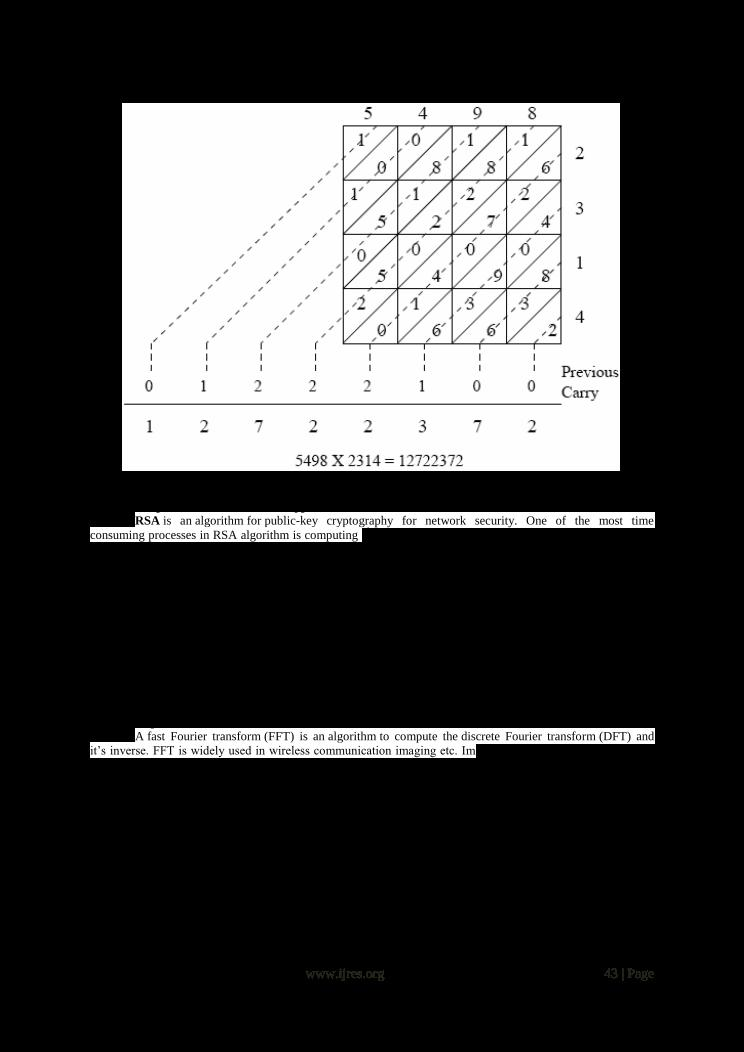 5 4 9 8
1 0 1 1
0 8 8 6
2
1 1 2 2
5 2 7 4
3
0 0 0 0
5 4 9 8
1
2 1 3 3
0 6 6 2
4
Previous
0 1 2 2 2 1 0 0 Carry
1 2 7 2 2 3 7 2
5498 X 2314 = 12722372
RSA is an algorithm for public-key cryptography for network security. One of the most time
consuming processes in RSA algorithm is computing
A fast Fourier transform (FFT) is an algorithm to compute the discrete Fourier transform (DFT) and
it’s inverse. FFT is widely used in wireless communication imaging etc. Im
www.ijres.org 43 | Page